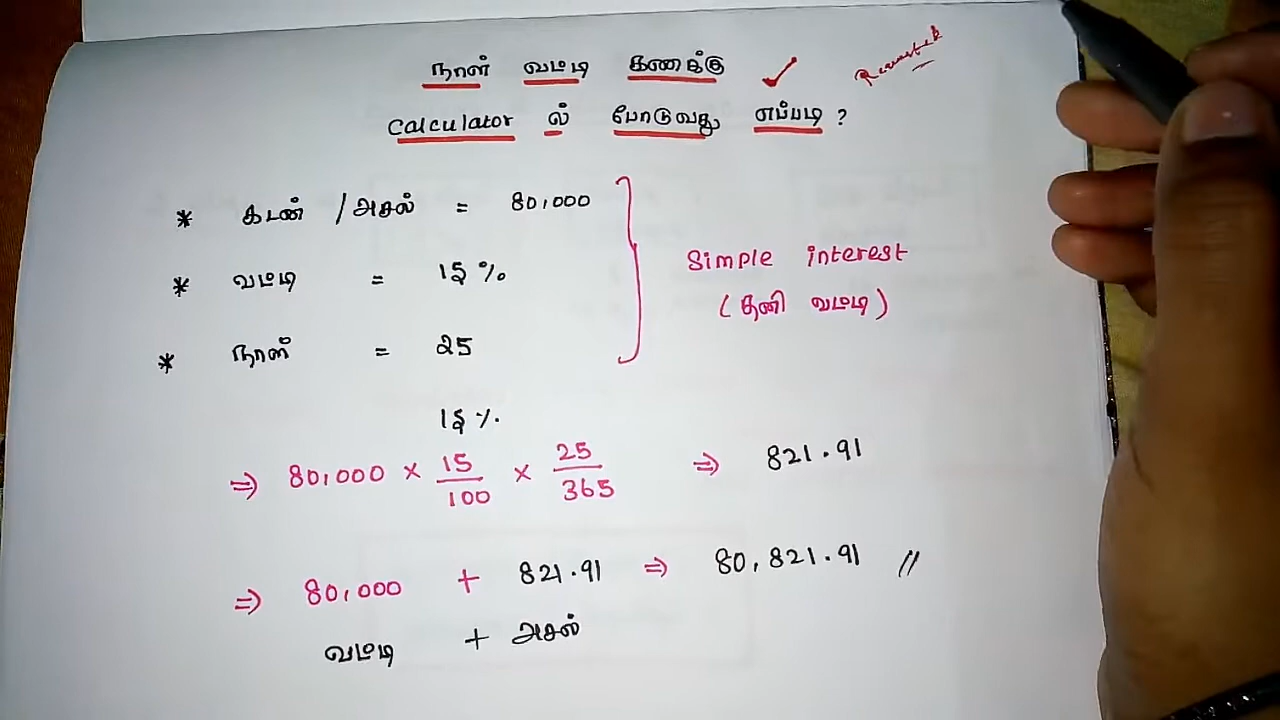 நாள் வட்டி கணக்கு ✓ Requested
Calculator ல் போடுவது எப்படி?
* கடன் / அசல் = 80,000
* வட்டி = 15%
* நாள் = 25
Simple interest
(தனி வட்டி)
15%
⇒ 80,000 × 15/100 × 25/365 ⇒ 821.91
⇒ 80,000 + 821.91 ⇒ 80,821.91 //
வட்டி + அசல்